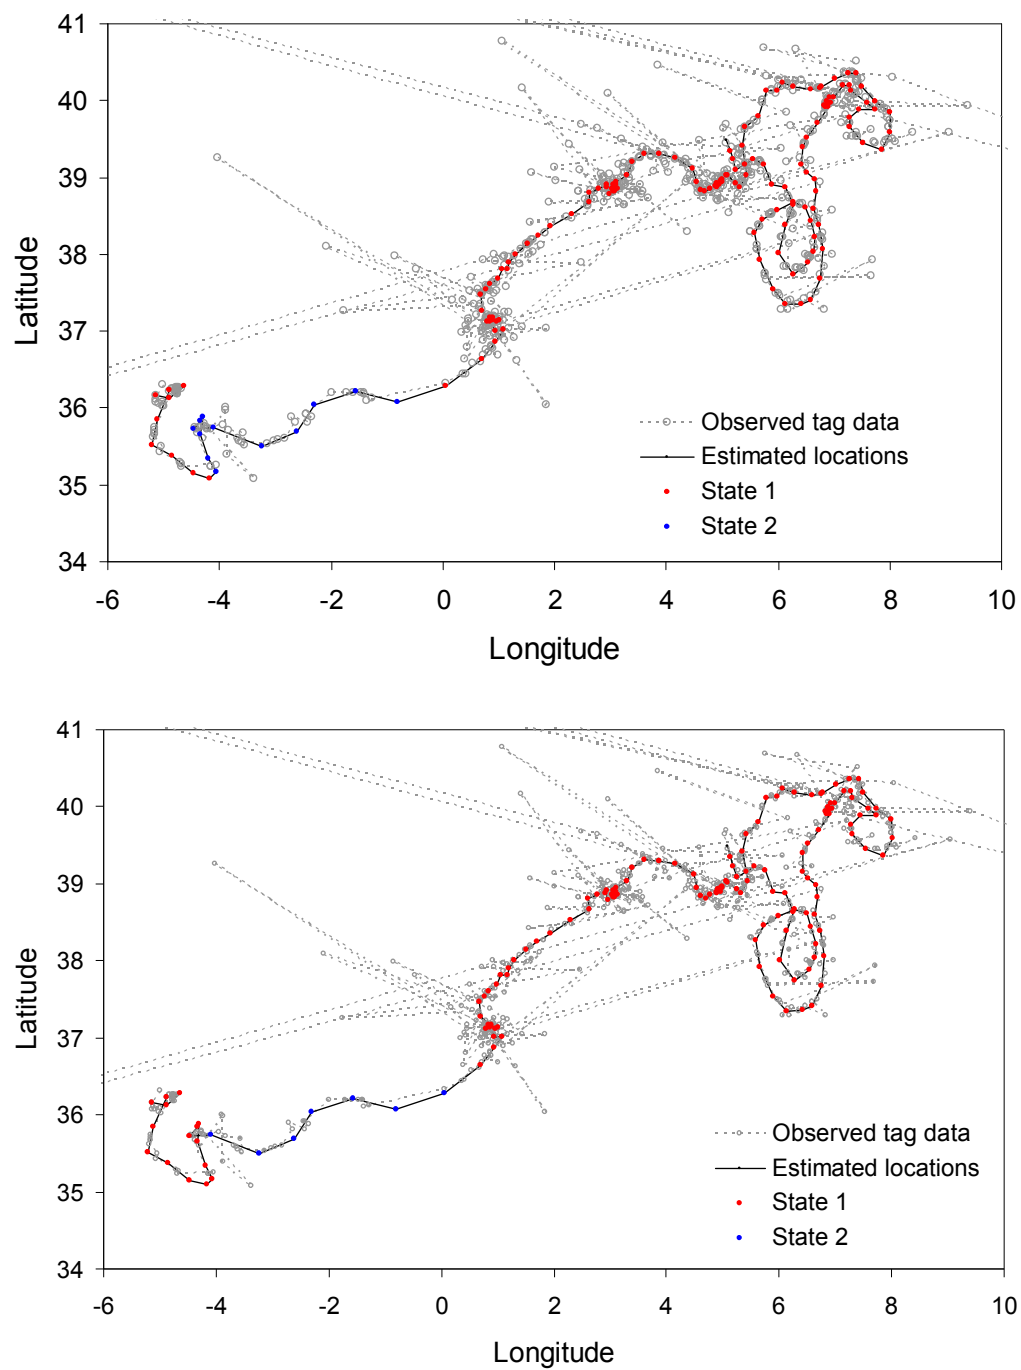 41
40
39
38
37
36
35
34
Latitude
Observed tag data
Estimated locations
State 1
State 2
-6 -4 -2 0 2 4 6 8 10
Longitude
41
40
39
38
37
36
35
34
Latitude
Observed tag data
Estimated locations
State 1
State 2
-6 -4 -2 0 2 4 6 8 10
Longitude